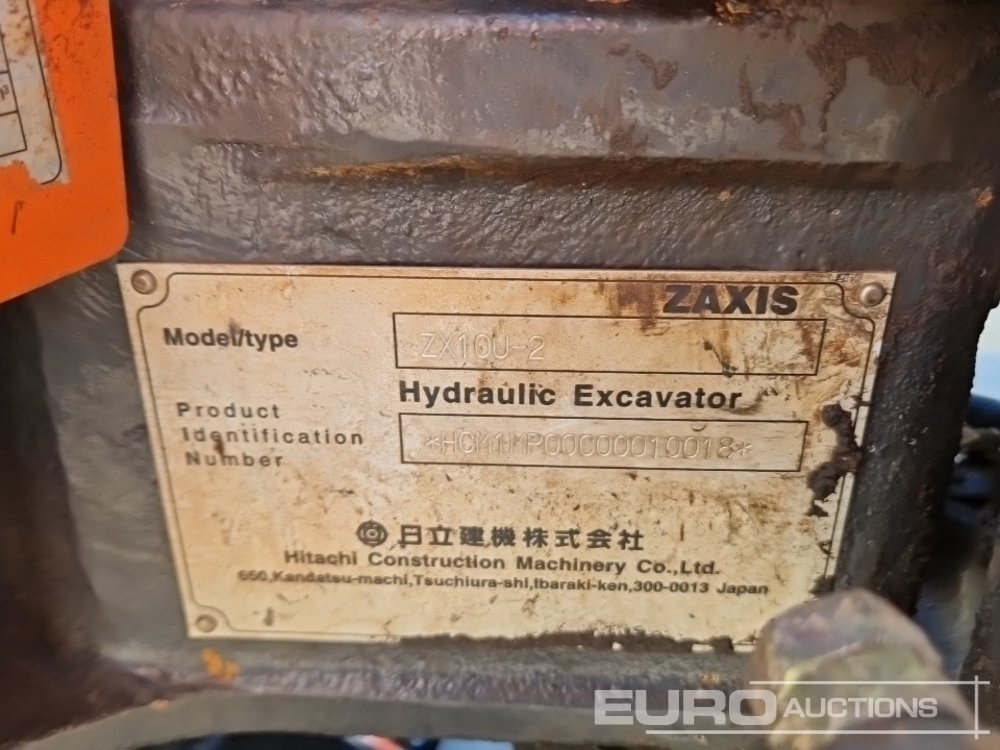 ZAXIS
Model/type
ZX10U-2
Hydraulic Excavator
Product
Identification
Number
*HCM1MP00C00010018*
日立建機株式会社
Hitachi Construction Machinery Co.,Ltd.
650,Kandatsu-machi,Tsuchiura-shi,Ibaraki-ken,300-0013 Japan
EURO AUCTIONS